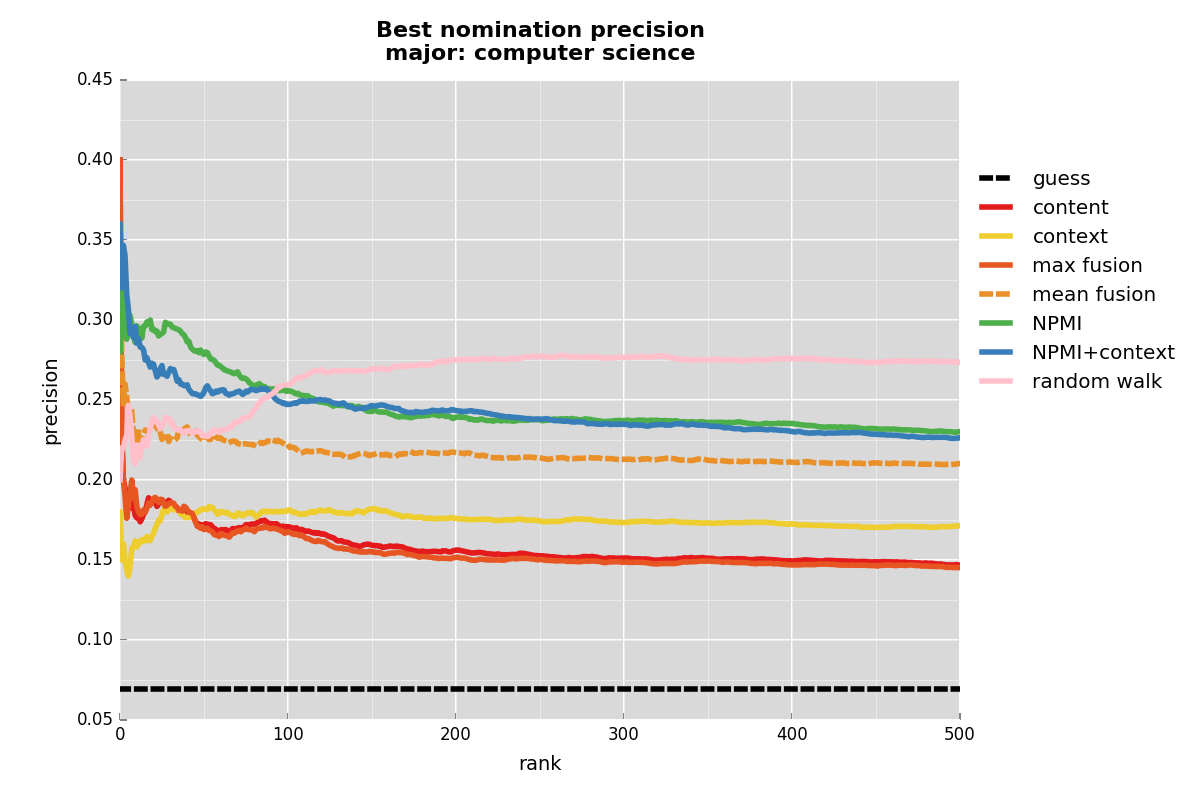 Best nomination precision
major: computer science
precision
0.45
0.40
0.35
0.30
0.25
0.20
0.15
0.10
0.05
0
100
200
300
400
500
rank
guess
content
context
max fusion
mean fusion
NPMI
NPMI+context
random walk